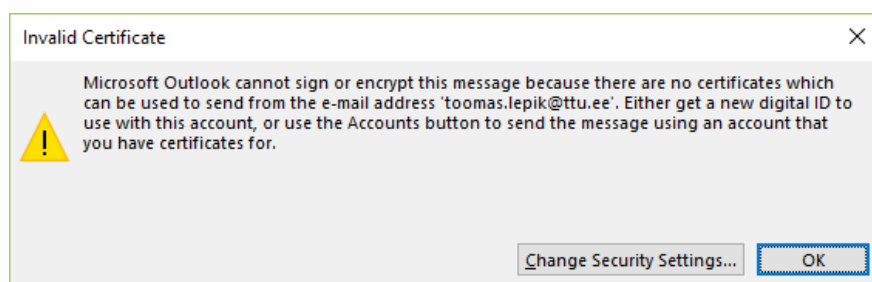 Invalid Certificate
Microsoft Outlook cannot sign or encrypt this message because there are no certificates which
can be used to send from the e-mail address 'toomas.lepik@ttu.ee'. Either get a new digital ID to
use with this account, or use the Accounts button to send the message using an account that
you have certificates for.
Change Security Settings...
OK